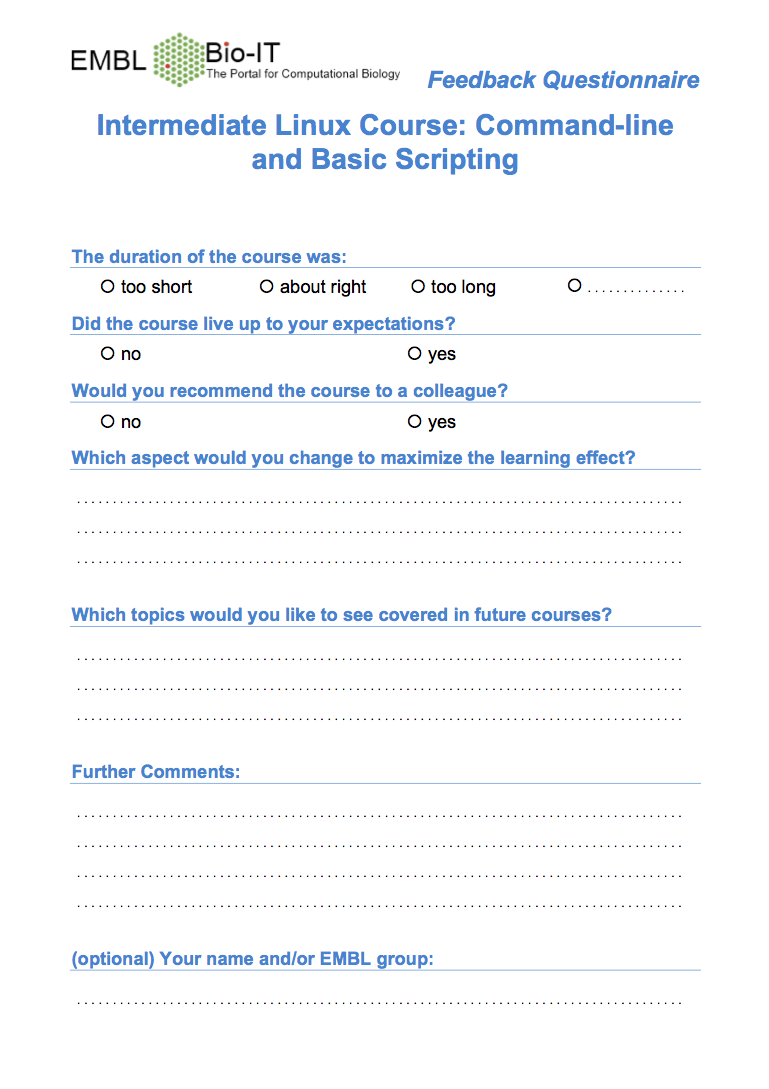 EMBL Bio-IT
The Portal for Computational Biology
Feedback Questionnaire
Intermediate Linux Course: Command-line
and Basic Scripting
The duration of the course was:
O too short O about right O too long O . . . . . . . . . . . . . .
Did the course live up to your expectations?
O no O yes
Would you recommend the course to a colleague?
O no O yes
Which aspect would you change to maximize the learning effect?
Which topics would you like to see covered in future courses?
Further Comments:
(optional) Your name and/or EMBL group: